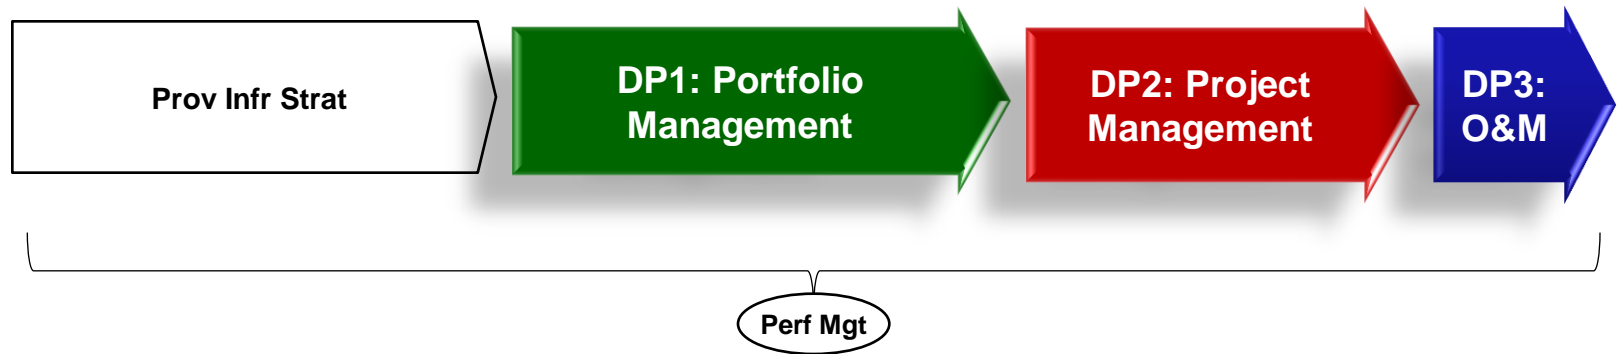 Prov Infr Strat
DP1: Portfolio
Management
DP2: Project
Management
DP3:
O&M
Perf Mgt